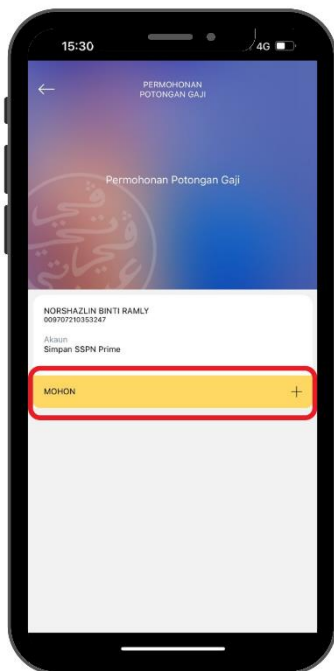 15:30
4G
PERMOHONAN
POTONGAN GAJI
Permohonan Potongan Gaji
NORSHAZLIN BINTI RAMLY
009707210353247
Akaun
Simpan SSPN Prime
MOHON +